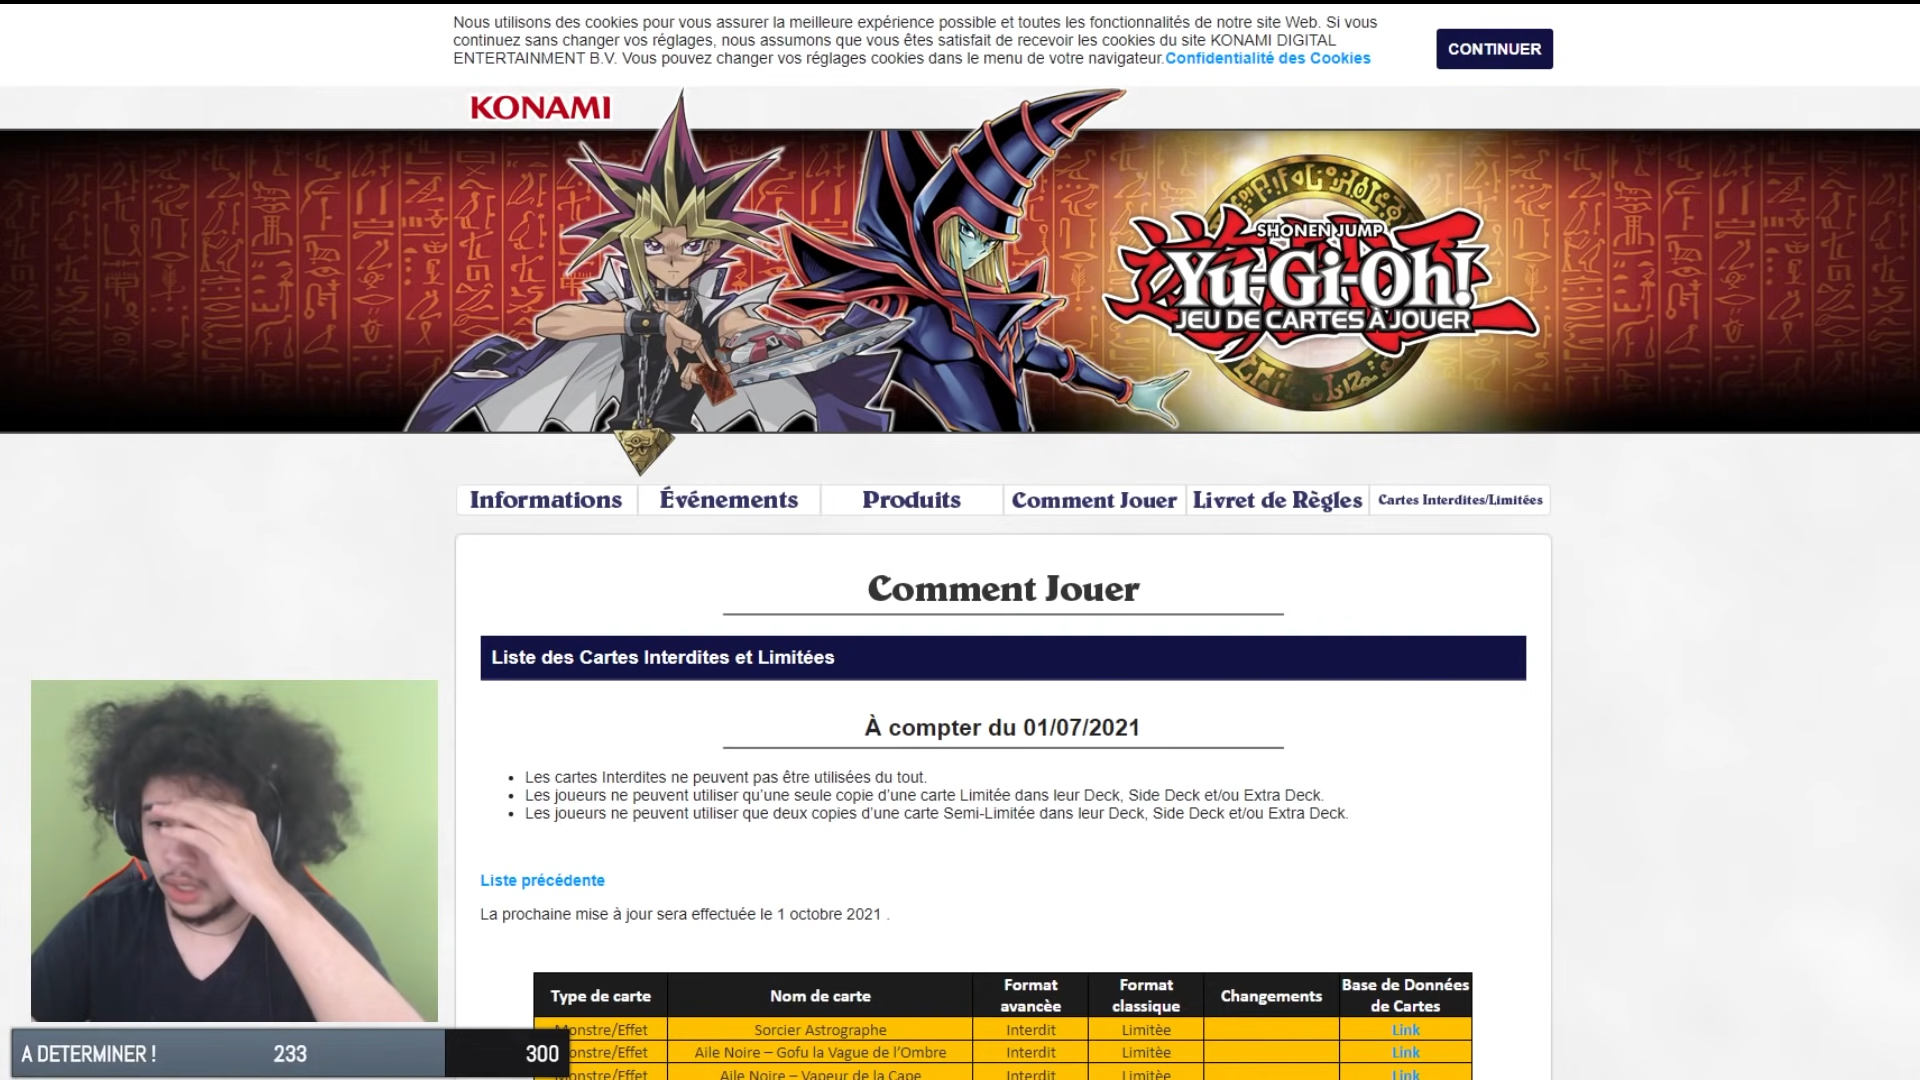 Nous utilisons des cookies pour vous assurer la meilleure expérience possible et toutes les fonctionnalités de notre site Web. Si vous
continuez sans changer vos réglages, nous assumons que vous êtes satisfait de recevoir les cookies du site KONAMI DIGITAL
ENTERTAINMENT B.V. Vous pouvez changer vos réglages cookies dans le menu de votre navigateur.Confidentialité des Cookies
CONTINUER
KONAMI
SHONEN JUMP
Yu-Gi-Oh!
JEU DE CARTES À JOUER
Informations
Événements
Produits
Comment Jouer
Livret de Règles
Cartes Interdites/Limitées
Comment Jouer
Liste des Cartes Interdites et Limitées
À compter du 01/07/2021
• Les cartes Interdites ne peuvent pas être utilisées du tout.
• Les joueurs ne peuvent utiliser qu'une seule copie d'une carte Limitée dans leur Deck, Side Deck et/ou Extra Deck.
• Les joueurs ne peuvent utiliser que deux copies d'une carte Semi-Limitée dans leur Deck, Side Deck et/ou Extra Deck.
Liste précédente
La prochaine mise à jour sera effectuée le 1 octobre 2021 .
Type de carte Nom de carte Format avancèe Format classique Changements Base de Données de Cartes
Monstre/Effet Sorcier Astrographe Interdit Limitèe Link
onstre/Effet Aile Noire – Gofu la Vague de l'Ombre Interdit Limitèe Link
onstre/Effet Aile Noire – Vapeur de la Cape Interdit Limitèe Link
A DETERMINER ! 233 300